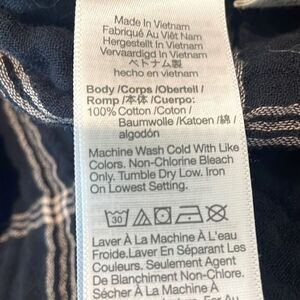 Made In Vietnam
Fabriqué Au Viêt Nam
Hergestellt In Vietnam
Vervaardigd In Vietnam
ベトナム製
hecho en vietnam
Body /Corps /Oberteil /
Romp /本体 /Cuerpo:
100% Cotton /Coton /
Baumwolle /Katoen /綿 /
algodón
Machine Wash Cold With Like
Colors. Non-Chlorine Bleach
Only. Tumble Dry Low. Iron
On Lowest Setting.
30
Laver À La Machine À L'eau
Froide.Laver En Séparant Les
Couleurs. Seulement Agent
De Blanchiment Non-Chlore.
Sécher À La Machine À